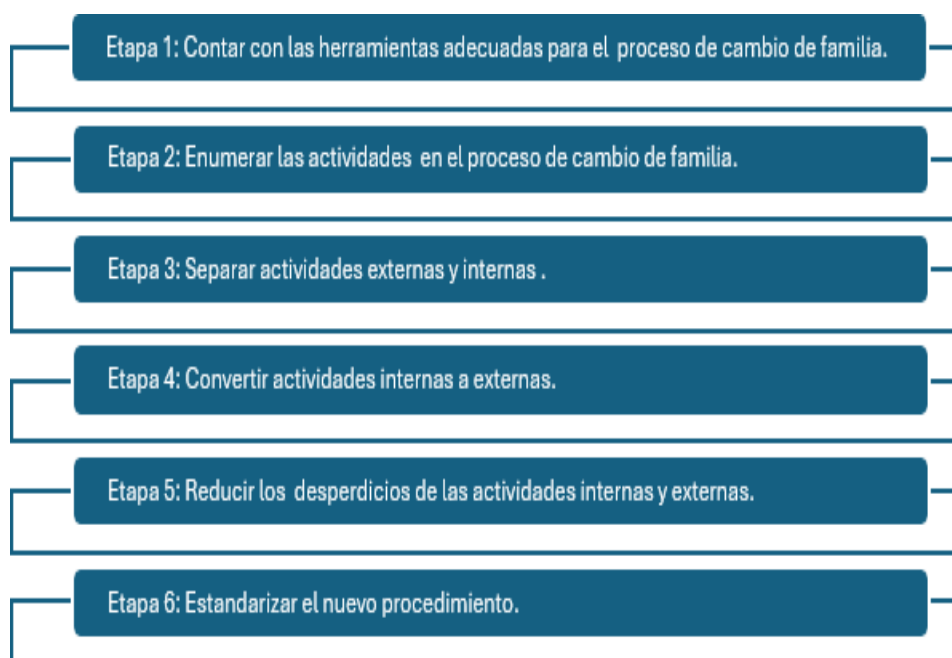 Etapa 1: Contar con las herramientas adecuadas para el proceso de cambio de familia.
Etapa 2: Enumerar las actividades en el proceso de cambio de familia.
Etapa 3: Separar actividades externas y internas .
Etapa 4: Convertir actividades internas a externas.
Etapa 5: Reducir los desperdicios de las actividades internas y externas.
Etapa 6: Estandarizar el nuevo procedimiento.